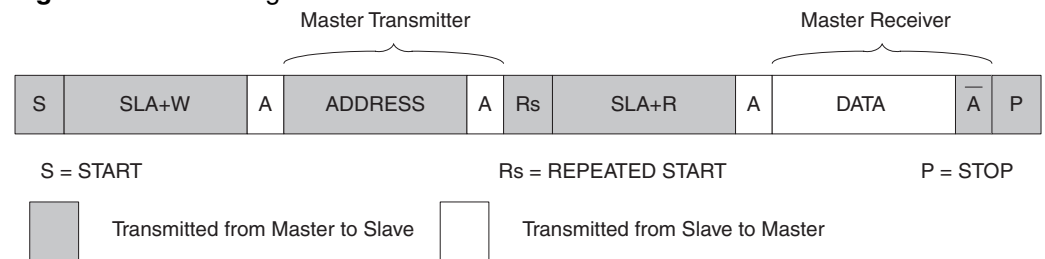 Master Transmitter Master Receiver
S SLA+W A ADDRESS A Rs SLA+R A DATA A̅ P
S = START Rs = REPEATED START P = STOP
Transmitted from Master to Slave Transmitted from Slave to Master